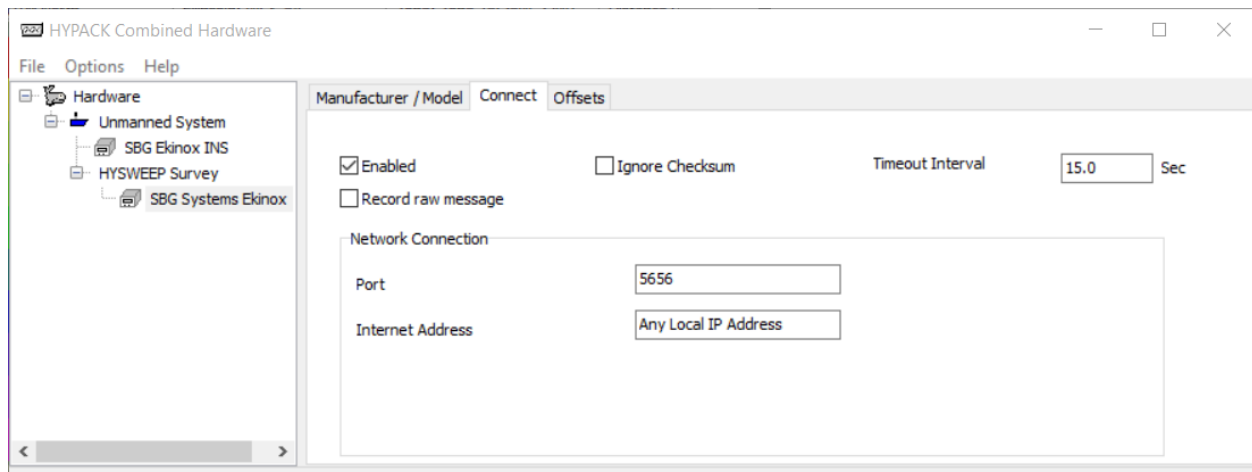 HYPACK Combined Hardware
File Options Help
Hardware
Unmanned System
SBG Ekinox INS
HYSWEEP Survey
SBG Systems Ekinox
Manufacturer / Model Connect Offsets
Enabled Ignore Checksum Timeout Interval 15.0 Sec
Record raw message
Network Connection
Port 5656
Internet Address Any Local IP Address